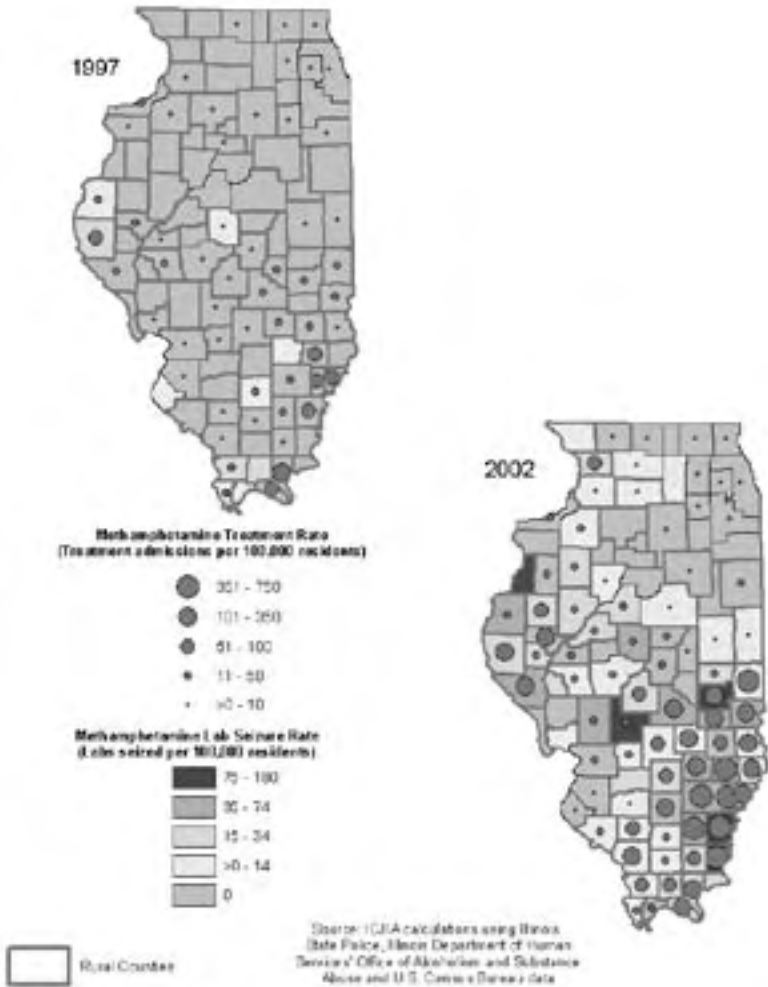 1997
2002
Methamphetamine Treatment Rate
(Treatment admissions per 100,000 residents)
351 - 750
101 - 350
51 - 100
11 - 50
>0 - 10
Methamphetamine Lab Seizure Rate
(Labs seized per 100,000 residents)
75 - 180
35 - 74
15 - 34
>0 - 14
0
Rural Counties
Source: ICJIA calculations using Illinois
State Police, Illinois Department of Human
Services' Office of Alcoholism and Substance
Abuse and U.S. Census Bureau data